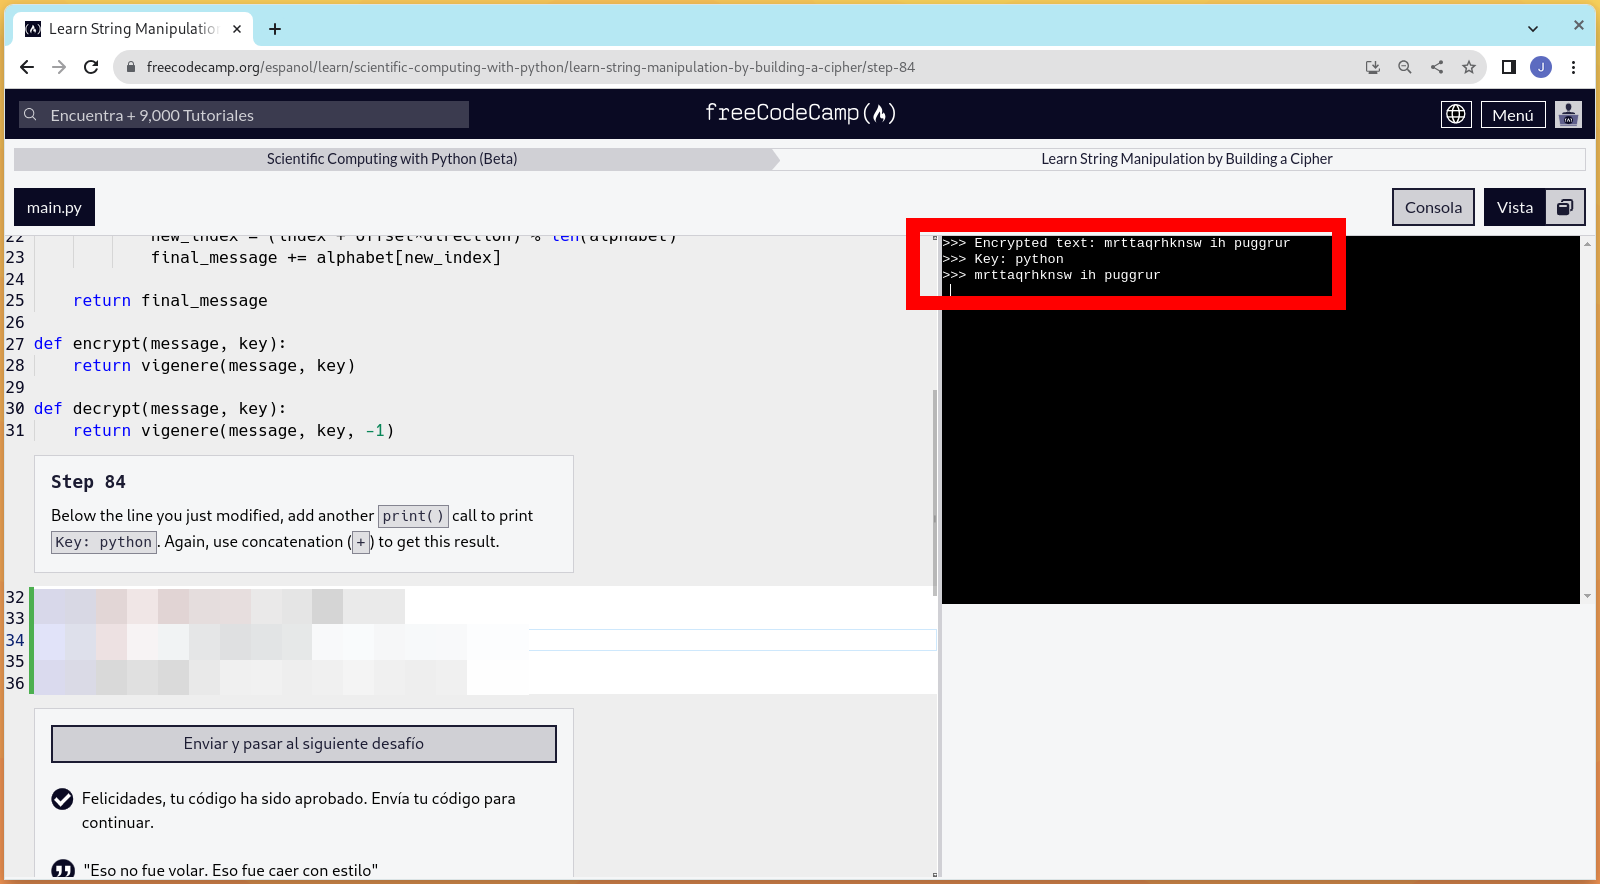 Learn String Manipulatio
freecodecamp.org/espanol/learn/scientific-computing-with-python/learn-string-manipulation-by-building-a-cipher/step-84
J
Encuentra + 9,000 Tutoriales
freeCodeCamp
Menú
Scientific Computing with Python (Beta)
Learn String Manipulation by Building a Cipher
main.py
Consola
Vista
22 new_index = (index + offset*direction) % len(alphabet)
23 final_message += alphabet[new_index]
24
25 return final_message
26
27 def encrypt(message, key):
28 return vigenere(message, key)
29
30 def decrypt(message, key):
31 return vigenere(message, key, -1)
Step 84
Below the line you just modified, add another print() call to print
Key: python. Again, use concatenation (+) to get this result.
32
33
34
35
36
Enviar y pasar al siguiente desafío
Felicidades, tu código ha sido aprobado. Envía tu código para
continuar.
"Eso no fue volar. Eso fue caer con estilo"
>>> Encrypted text: mrttaqrhknsw ih puggrur
>>> Key: python
>>> mrttaqrhknsw ih puggrur